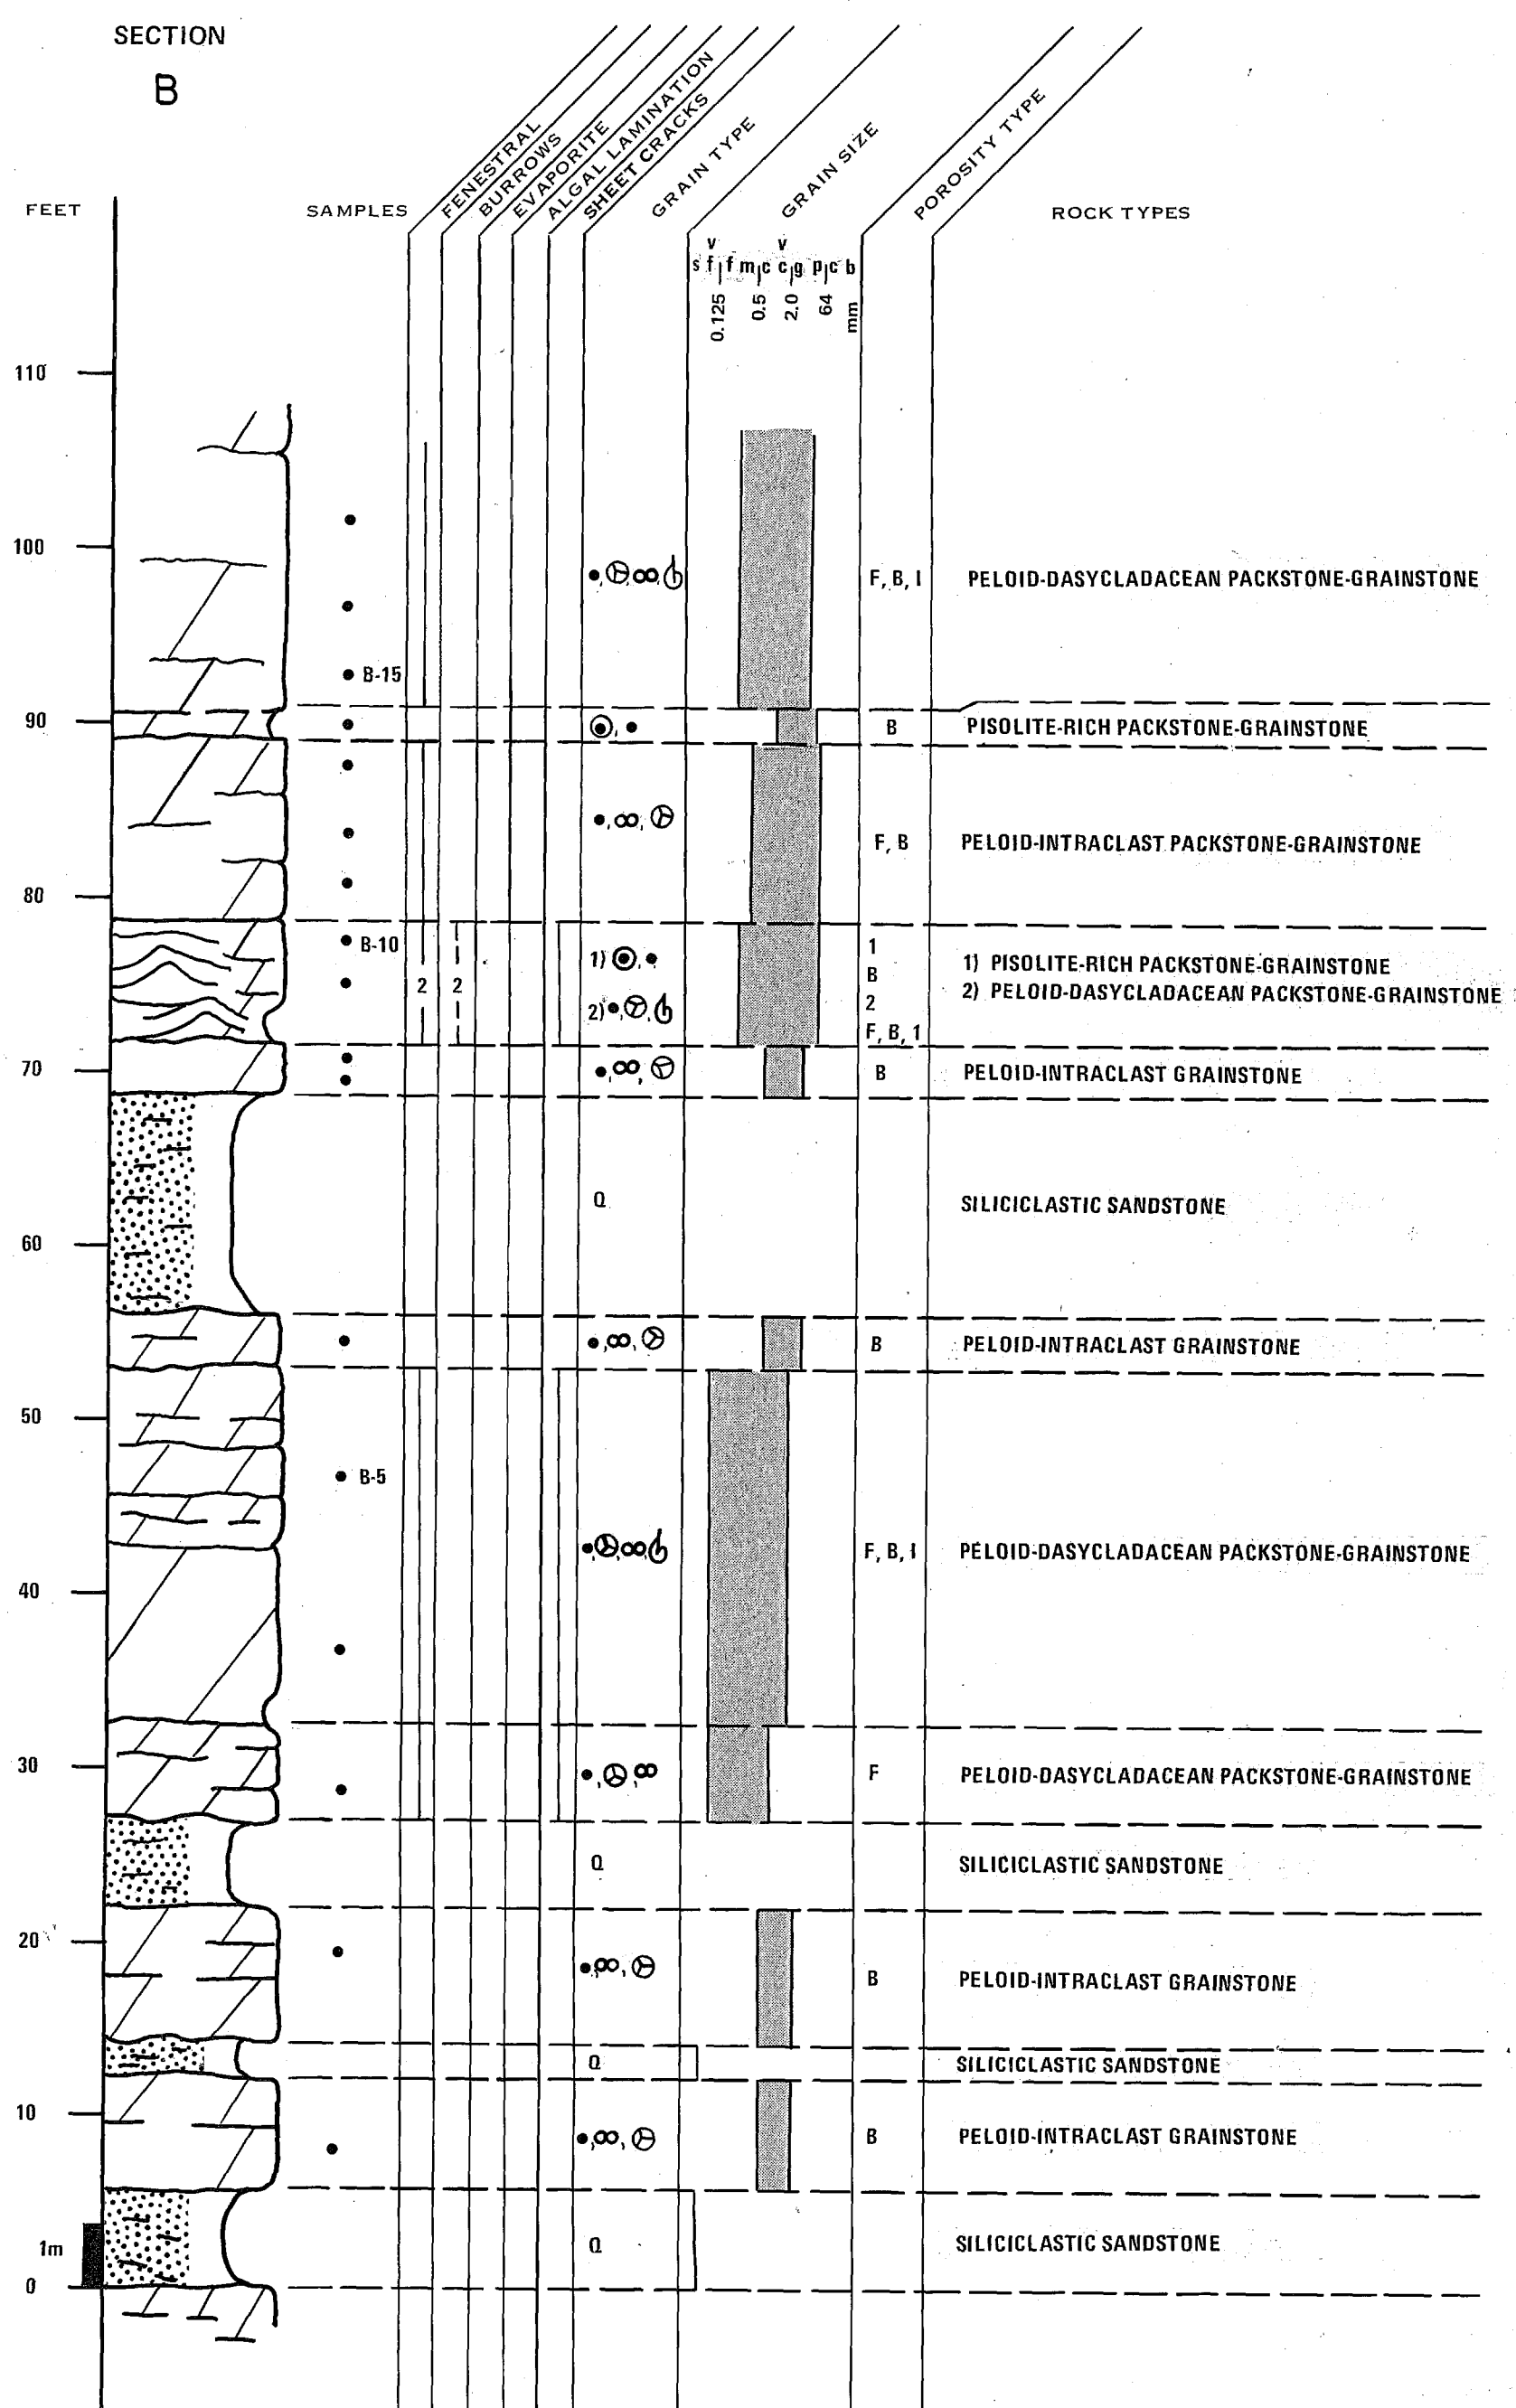 SECTION
B
FEET
SAMPLES
FENESTRAL
BURROWS
EVAPORITE
ALGAL LAMINATION
SHEET CRACKS
GRAIN TYPE
GRAIN SIZE
POROSITY TYPE
ROCK TYPES
v v
s f f m c c g p c b
0.125 0.5 2.0 64 mm
110
100
F, B, I PELOID-DASYCLADACEAN PACKSTONE-GRAINSTONE
B-15
90
B PISOLITE-RICH PACKSTONE-GRAINSTONE
F, B PELOID-INTRACLAST PACKSTONE-GRAINSTONE
80
B-10
1) 1
1) PISOLITE-RICH PACKSTONE-GRAINSTONE
B
2 2
2) PELOID-DASYCLADACEAN PACKSTONE-GRAINSTONE
2) 2
F, B, 1
70
B PELOID-INTRACLAST GRAINSTONE
Q SILICICLASTIC SANDSTONE
60
B PELOID-INTRACLAST GRAINSTONE
50
B-5
F, B, I PELOID-DASYCLADACEAN PACKSTONE-GRAINSTONE
40
30
F PELOID-DASYCLADACEAN PACKSTONE-GRAINSTONE
Q SILICICLASTIC SANDSTONE
20
B PELOID-INTRACLAST GRAINSTONE
Q SILICICLASTIC SANDSTONE
10
B PELOID-INTRACLAST GRAINSTONE
Q SILICICLASTIC SANDSTONE
1m
0